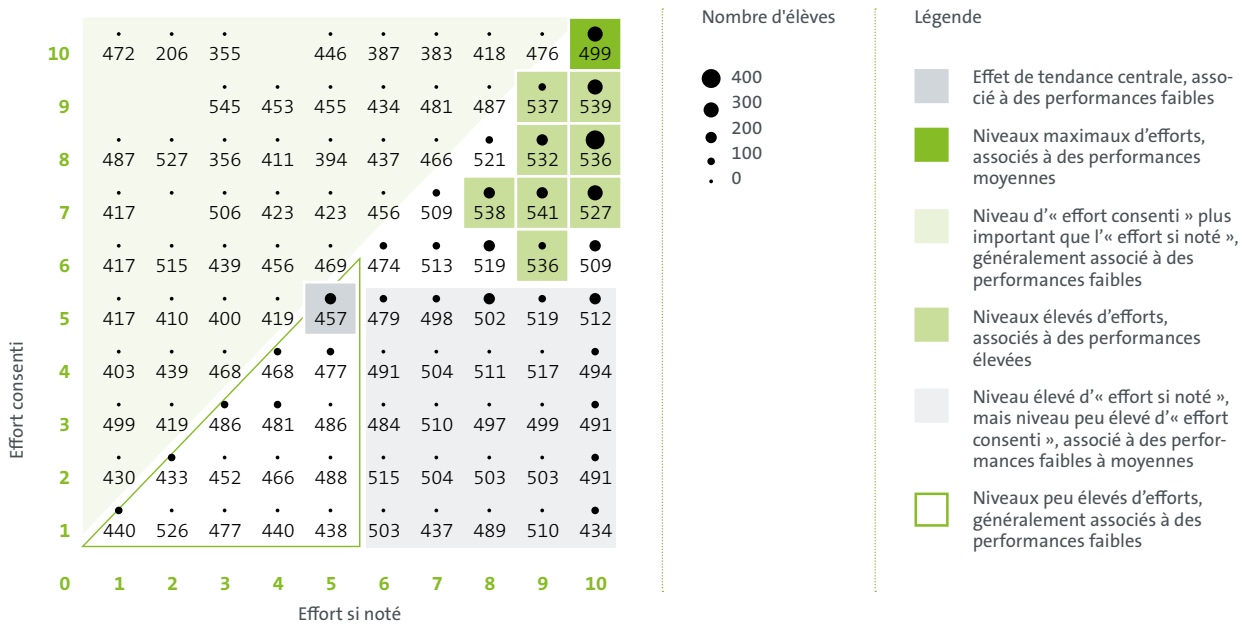 10 472 206 355 446 387 383 418 476 499
9 545 453 455 434 481 487 537 539
8 487 527 356 411 394 437 466 521 532 536
7 417 506 423 423 456 509 538 541 527
6 417 515 439 456 469 474 513 519 536 509
5 417 410 400 419 457 479 498 502 519 512
4 403 439 468 468 477 491 504 511 517 494
3 499 419 486 481 486 484 510 497 499 491
2 430 433 452 466 488 515 504 503 503 491
1 440 526 477 440 438 503 437 489 510 434
0 1 2 3 4 5 6 7 8 9 10
Effort consenti
Effort si noté
Nombre d'élèves
400
300
200
100
0
Légende
Effet de tendance centrale, asso-
cié à des performances faibles
Niveaux maximaux d’efforts,
associés à des performances
moyennes
Niveau d’« effort consenti » plus
important que l’« effort si noté »,
généralement associé à des
performances faibles
Niveaux élevés d’efforts,
associés à des performances
élevées
Niveau élevé d’« effort si noté »,
mais niveau peu élevé d’« effort
consenti », associé à des perfor-
mances faibles à moyennes
Niveaux peu élevés d’efforts,
généralement associés à des
performances faibles